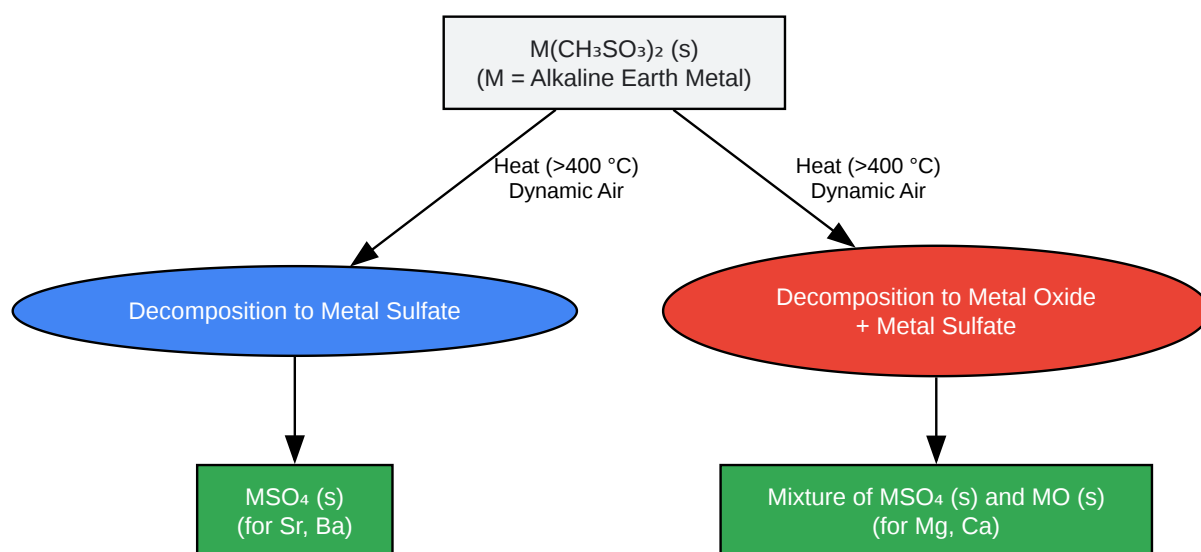 M(CH₃SO₃)₂ (s)
(M = Alkaline Earth Metal)
Heat (>400 °C)
Dynamic Air
Heat (>400 °C)
Dynamic Air
Decomposition to Metal Sulfate
Decomposition to Metal Oxide
+ Metal Sulfate
MSO₄ (s)
(for Sr, Ba)
Mixture of MSO₄ (s) and MO (s)
(for Mg, Ca)